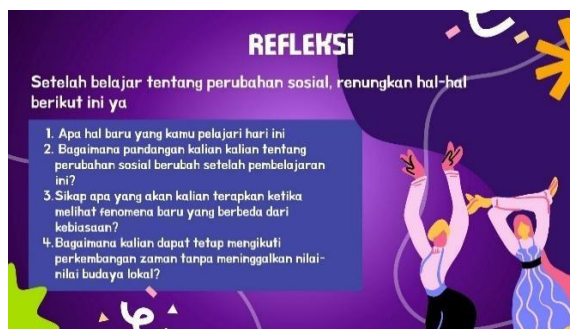 REFLEKSi
Setelah belajar tentang perubahan sosial, renungkan hal-hal
berikut ini ya
1. Apa hal baru yang kamu pelajari hari ini
2. Bagaimana pandangan kalian kalian tentang
perubahan sosial berubah setelah pembelajaran
ini?
3. Sikap apa yang akan kalian terapkan ketika
melihat fenomena baru yang berbeda dari
kebiasaan?
4. Bagaimana kalian dapat tetap mengikuti
perkembangan zaman tanpa meninggalkan nilai-
nilai budaya lokal?